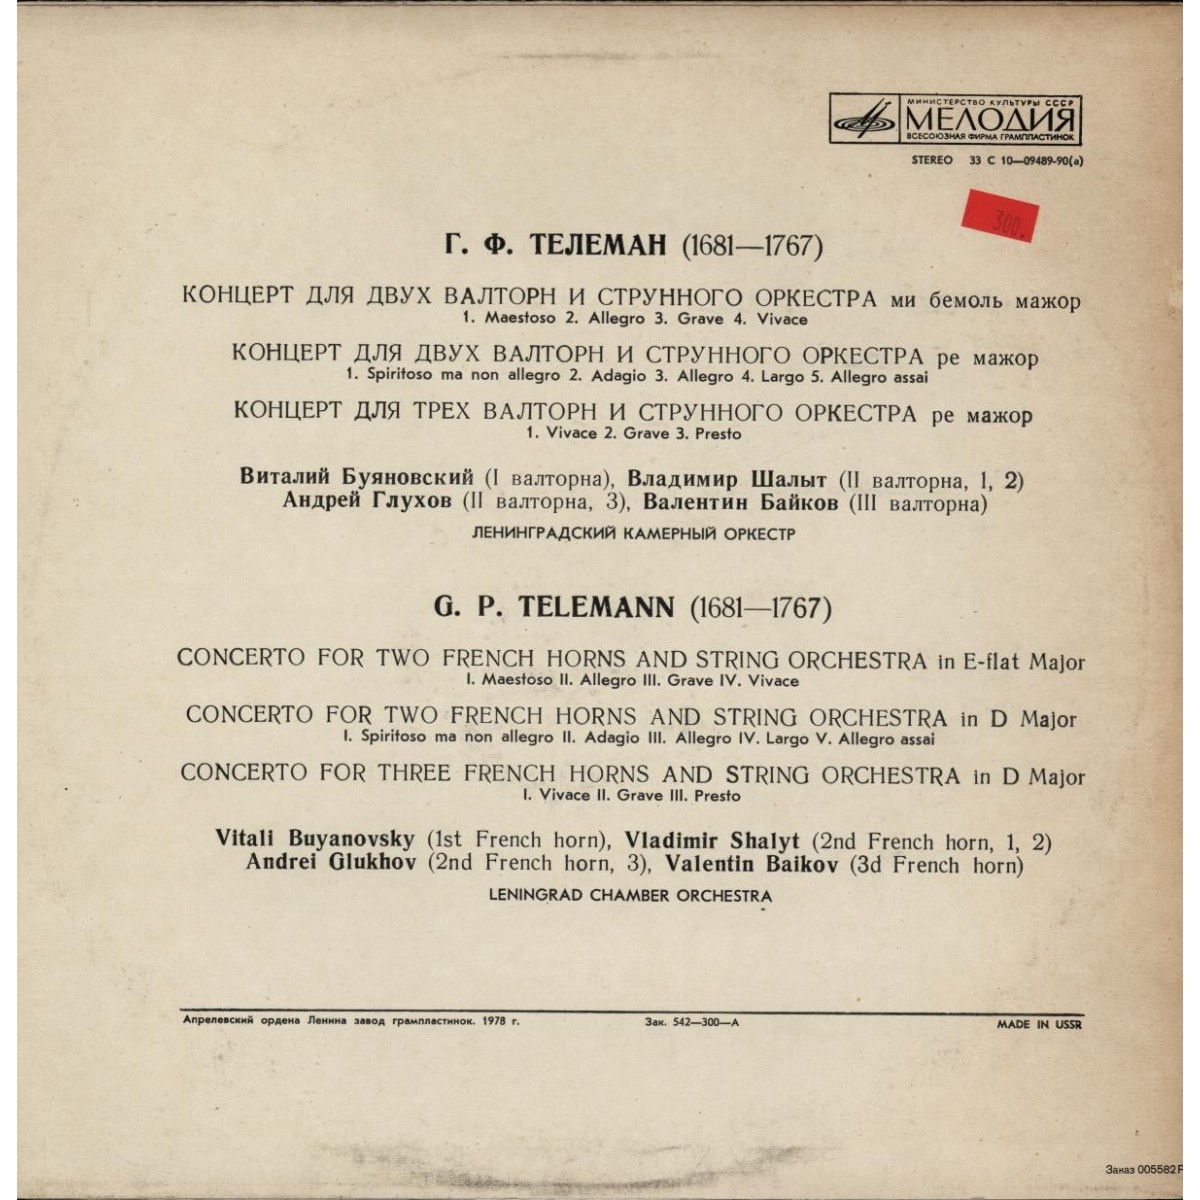 МИНИСТЕРСТВО КУЛЬТУРЫ СССР
МЕЛОДИЯ
ВСЕСОЮЗНАЯ ФИРМА ГРАМПЛАСТИНОК
STEREO 33 С 10—09489-90(а)
300.
Г. Ф. ТЕЛЕМАН (1681—1767)
КОНЦЕРТ ДЛЯ ДВУХ ВАЛТОРН И СТРУННОГО ОРКЕСТРА ми бемоль мажор
1. Maestoso 2. Allegro 3. Grave 4. Vivace
КОНЦЕРТ ДЛЯ ДВУХ ВАЛТОРН И СТРУННОГО ОРКЕСТРА ре мажор
1. Spiritoso ma non allegro 2. Adagio 3. Allegro 4. Largo 5. Allegro assai
КОНЦЕРТ ДЛЯ ТРЕХ ВАЛТОРН И СТРУННОГО ОРКЕСТРА ре мажор
1. Vivace 2. Grave 3. Presto
Виталий Буяновский (I валторна), Владимир Шалыт (II валторна, 1, 2)
Андрей Глухов (II валторна, 3), Валентин Байков (III валторна)
ЛЕНИНГРАДСКИЙ КАМЕРНЫЙ ОРКЕСТР
G. P. TELEMANN (1681—1767)
CONCERTO FOR TWO FRENCH HORNS AND STRING ORCHESTRA in E-flat Major
I. Maestoso II. Allegro III. Grave IV. Vivace
CONCERTO FOR TWO FRENCH HORNS AND STRING ORCHESTRA in D Major
I. Spiritoso ma non allegro II. Adagio III. Allegro IV. Largo V. Allegro assai
CONCERTO FOR THREE FRENCH HORNS AND STRING ORCHESTRA in D Major
I. Vivace II. Grave III. Presto
Vitali Buyanovsky (1st French horn), Vladimir Shalyt (2nd French horn, 1, 2)
Andrei Glukhov (2nd French horn, 3), Valentin Baikov (3d French horn)
LENINGRAD CHAMBER ORCHESTRA
Апрелевский ордена Ленина завод грампластинок. 1978 г. Зак. 542—300—А MADE IN USSR
Заказ 005582Р